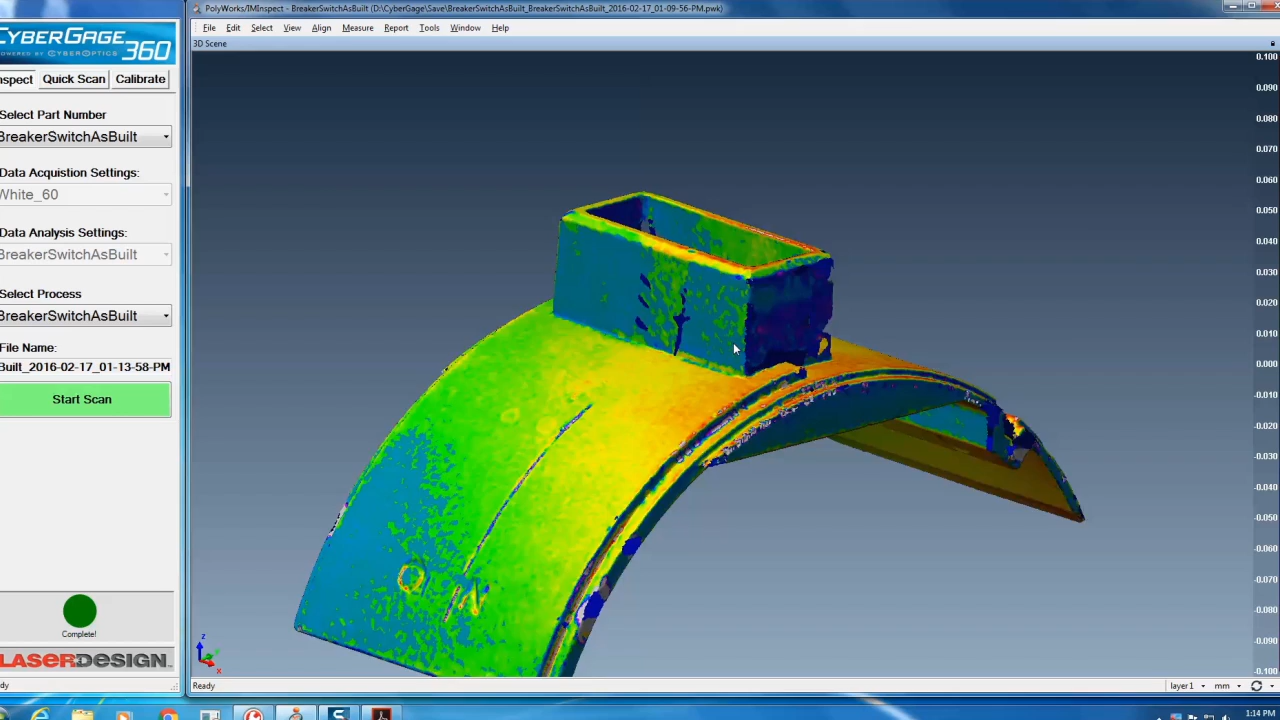 PolyWorks/IMInspect - BreakerSwitchAsBuilt (D:\CyberGage\Save\BreakerSwitchAsBuilt_BreakerSwitchAsBuilt_2016-02-17_01-09-56-PM.pwk)
File Edit Select View Align Measure Report Tools Window Help
3D Scene
CYBERGAGE
360
POWERED BY CYBEROPTICS
nspect Quick Scan Calibrate
Select Part Number
BreakerSwitchAsBuilt
Data Acquistion Settings:
White_60
Data Analysis Settings:
BreakerSwitchAsBuilt
Select Process
BreakerSwitchAsBuilt
File Name:
Built_2016-02-17_01-13-58-PM
Start Scan
Complete!
LASERDESIGN
dy
0.100
0.090
0.080
0.070
0.060
0.050
0.040
0.030
0.020
0.010
0.000
-0.010
-0.020
-0.030
-0.040
-0.050
-0.060
-0.070
-0.080
-0.090
-0.100
z
x
Ready
layer1 mm
1:14 PM